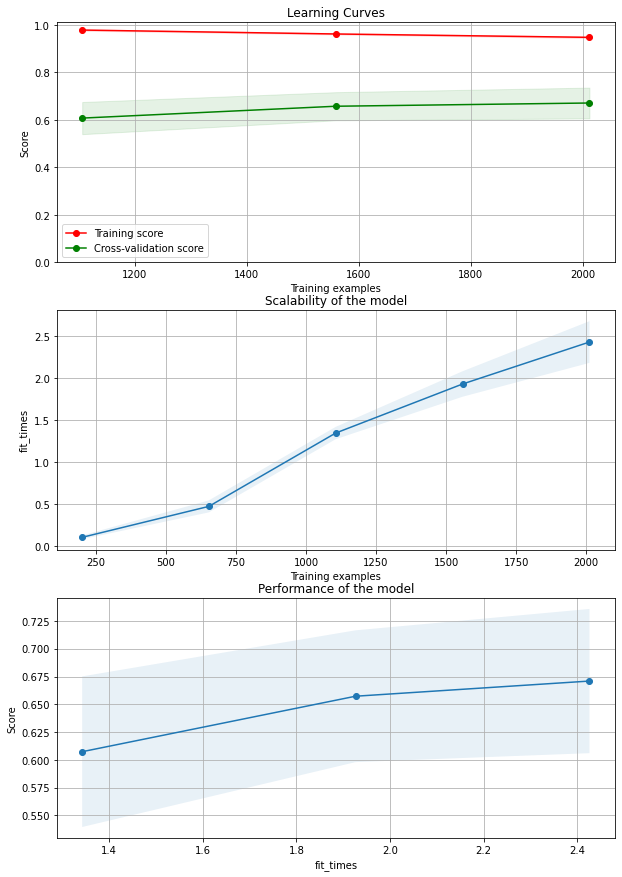 Learning Curves
1.0
0.8
0.6
0.4
0.2
0.0
Score
Training score
Cross-validation score
1200 1400 1600 1800 2000
Training examples
Scalability of the model
2.5
2.0
1.5
1.0
0.5
0.0
fit_times
250 500 750 1000 1250 1500 1750 2000
Training examples
Performance of the model
0.725
0.700
0.675
0.650
0.625
0.600
0.575
0.550
Score
1.4 1.6 1.8 2.0 2.2 2.4
fit_times